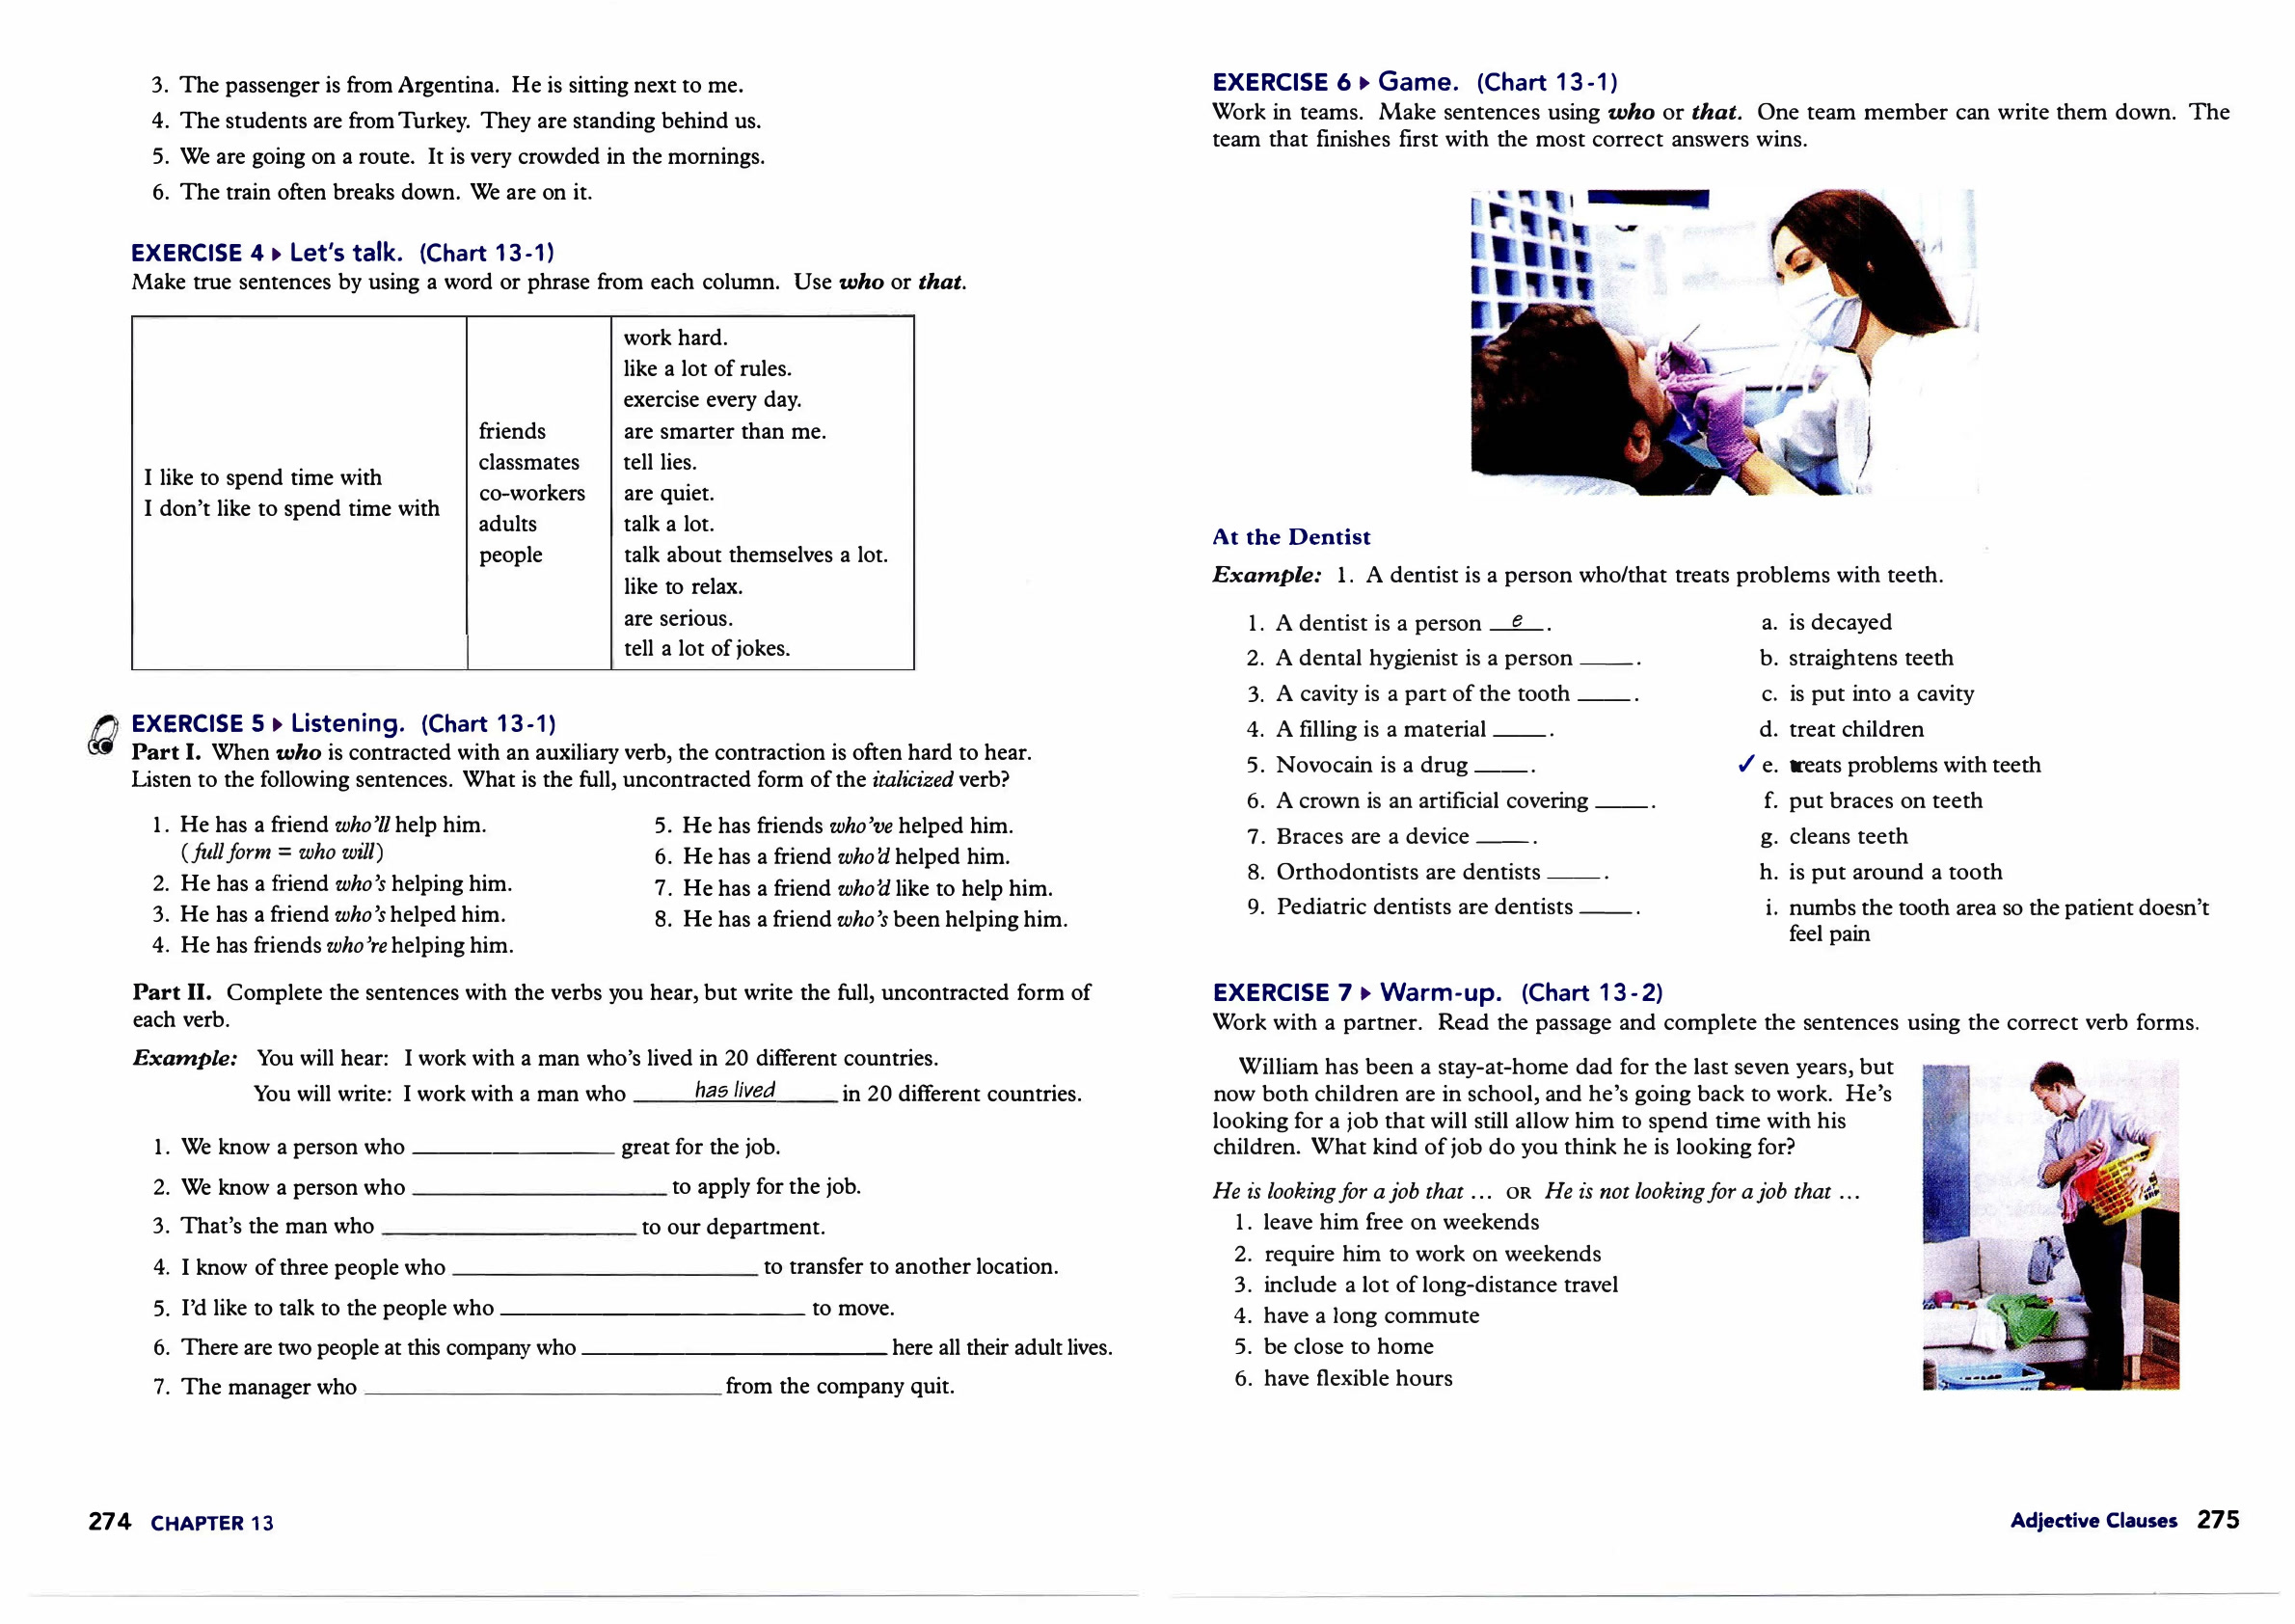 3. The passenger is from Argentina. He is sitting next to me.
4. The students are from Turkey. They are standing behind us.
5. We are going on a route. It is very crowded in the mornings.
6. The train often breaks down. We are on it.
EXERCISE 4 ▸ Let's talk. (Chart 13-1)
Make true sentences by using a word or phrase from each column. Use who or that.
I like to spend time with
I don't like to spend time with
friends
classmates
co-workers
adults
people
work hard.
like a lot of rules.
exercise every day.
are smarter than me.
tell lies.
are quiet.
talk a lot.
talk about themselves a lot.
like to relax.
are serious.
tell a lot of jokes.
EXERCISE 5 ▸ Listening. (Chart 13-1)
Part I. When who is contracted with an auxiliary verb, the contraction is often hard to hear.
Listen to the following sentences. What is the full, uncontracted form of the italicized verb?
1. He has a friend who'll help him.
(full form = who will)
2. He has a friend who's helping him.
3. He has a friend who's helped him.
4. He has friends who're helping him.
5. He has friends who've helped him.
6. He has a friend who'd helped him.
7. He has a friend who'd like to help him.
8. He has a friend who's been helping him.
Part II. Complete the sentences with the verbs you hear, but write the full, uncontracted form of
each verb.
Example: You will hear: I work with a man who's lived in 20 different countries.
You will write: I work with a man who has lived in 20 different countries.
1. We know a person who ____ great for the job.
2. We know a person who ____ to apply for the job.
3. That's the man who ____ to our department.
4. I know of three people who ____ to transfer to another location.
5. I'd like to talk to the people who ____ to move.
6. There are two people at this company who ____ here all their adult lives.
7. The manager who ____ from the company quit.
274 CHAPTER 13
EXERCISE 6 ▸ Game. (Chart 13-1)
Work in teams. Make sentences using who or that. One team member can write them down. The
team that finishes first with the most correct answers wins.
At the Dentist
Example: 1. A dentist is a person who/that treats problems with teeth.
1. A dentist is a person e .
2. A dental hygienist is a person ____.
3. A cavity is a part of the tooth ____.
4. A filling is a material ____.
5. Novocain is a drug ____.
6. A crown is an artificial covering ____.
7. Braces are a device ____.
8. Orthodontists are dentists ____.
9. Pediatric dentists are dentists ____.
a. is decayed
b. straightens teeth
c. is put into a cavity
d. treat children
✓ e. treats problems with teeth
f. put braces on teeth
g. cleans teeth
h. is put around a tooth
i. numbs the tooth area so the patient doesn't
feel pain
EXERCISE 7 ▸ Warm-up. (Chart 13-2)
Work with a partner. Read the passage and complete the sentences using the correct verb forms.
William has been a stay-at-home dad for the last seven years, but
now both children are in school, and he's going back to work. He's
looking for a job that will still allow him to spend time with his
children. What kind of job do you think he is looking for?
He is looking for a job that ... OR He is not looking for a job that ...
1. leave him free on weekends
2. require him to work on weekends
3. include a lot of long-distance travel
4. have a long commute
5. be close to home
6. have flexible hours
Adjective Clauses 275